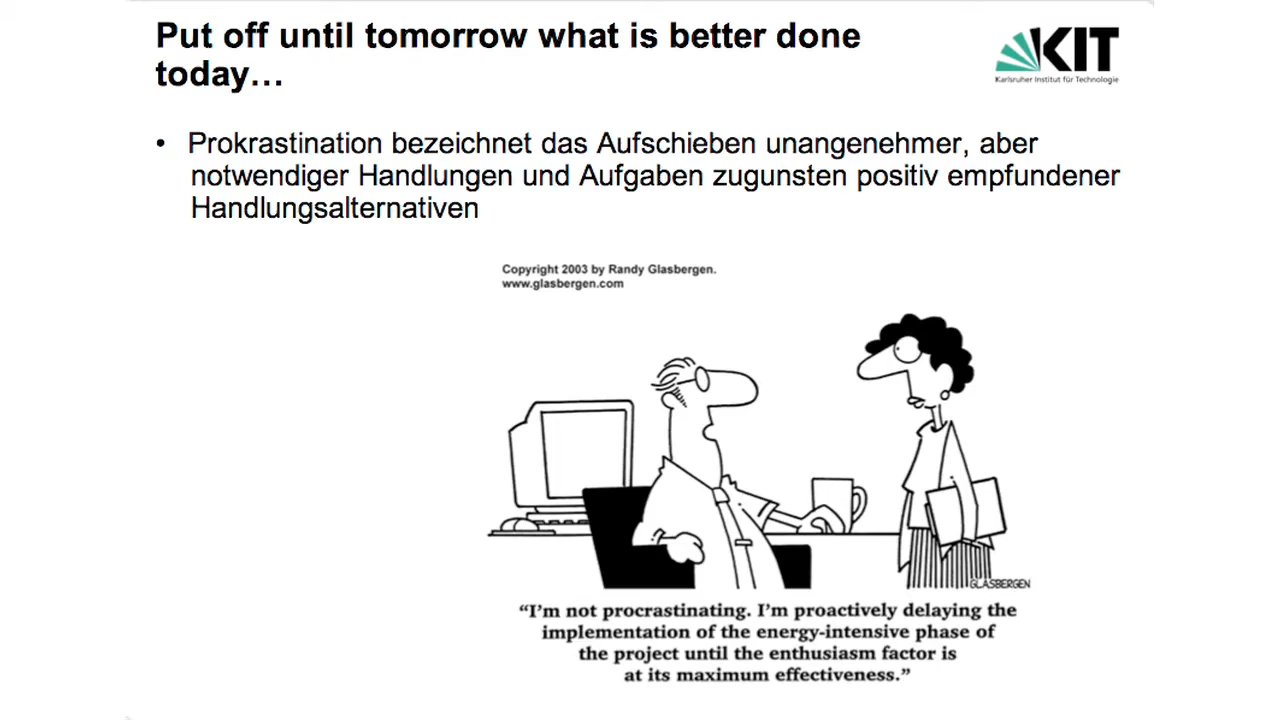 Put off until tomorrow what is better done
today…
KIT
Karlsruher Institut für Technologie
• Prokrastination bezeichnet das Aufschieben unangenehmer, aber
notwendiger Handlungen und Aufgaben zugunsten positiv empfundener
Handlungsalternativen
Copyright 2003 by Randy Glasbergen.
www.glasbergen.com
GLASBERGEN
“I’m not procrastinating. I’m proactively delaying the
implementation of the energy-intensive phase of
the project until the enthusiasm factor is
at its maximum effectiveness.”